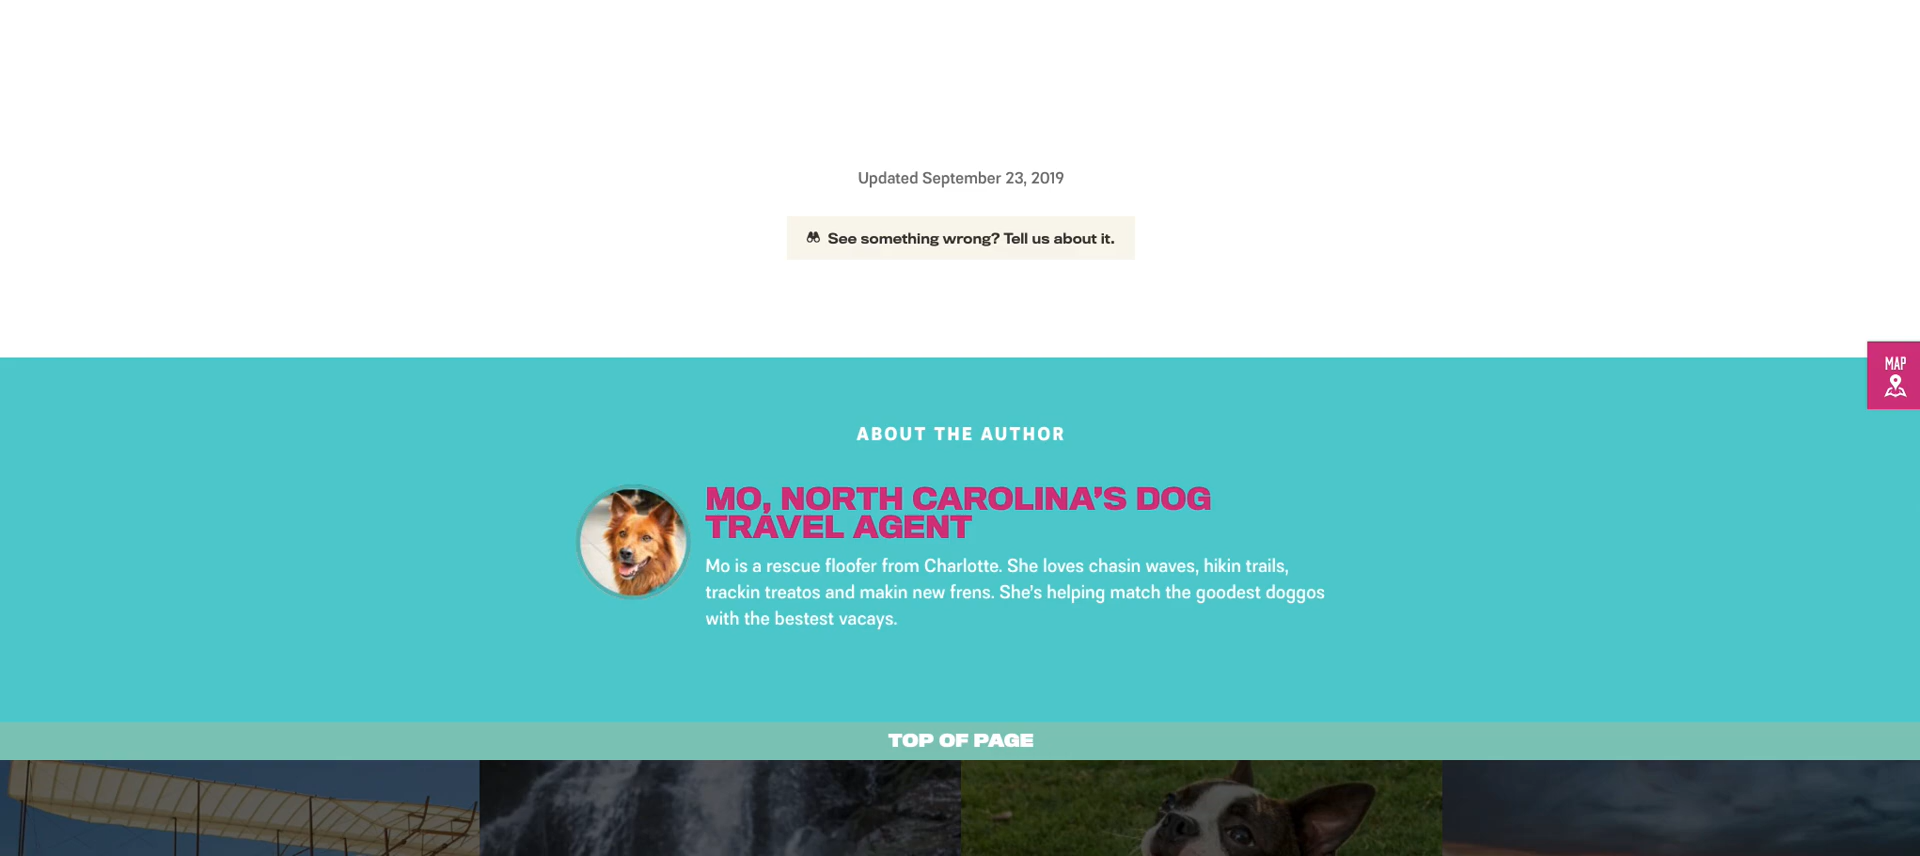 Updated September 23, 2019
See something wrong? Tell us about it.
MAP
ABOUT THE AUTHOR
MO, NORTH CAROLINA’S DOG
TRAVEL AGENT
Mo is a rescue floofer from Charlotte. She loves chasin waves, hikin trails,
trackin treatos and makin new frens. She’s helping match the goodest doggos
with the bestest vacays.
TOP OF PAGE